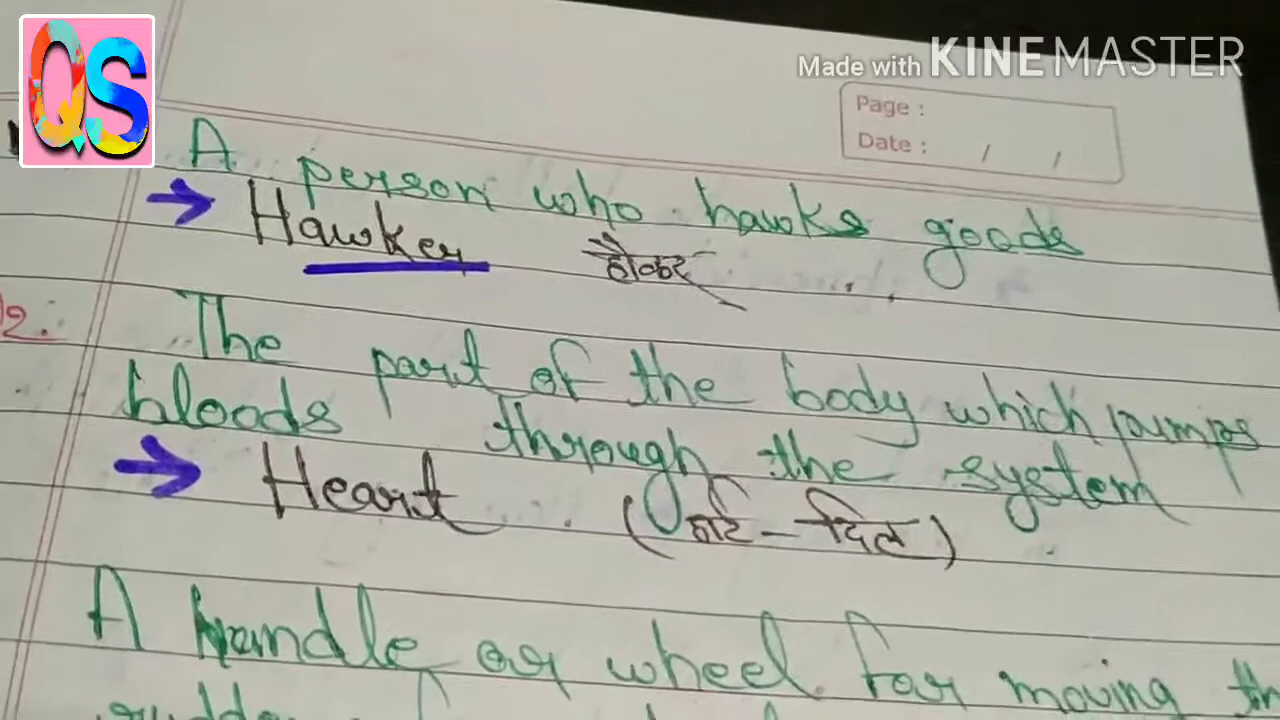 QS
Made with KINEMASTER
Page :
Date : / /
A person who hawks goods
→ Hawker हॉकर
2. The part of the body which pumps
bloods through the system
→ Heart (हार्ट - दिल)
A handle or wheel for moving